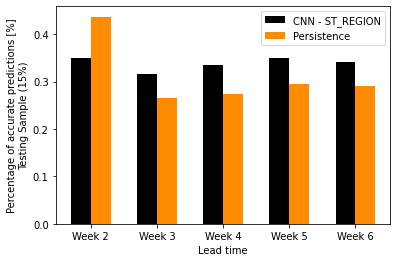 CNN - ST_REGION
Persistence
Percentage of accurate predictions [%]
Testing Sample (15%)
0.4
0.3
0.2
0.1
0.0
Week 2 Week 3 Week 4 Week 5 Week 6
Lead time